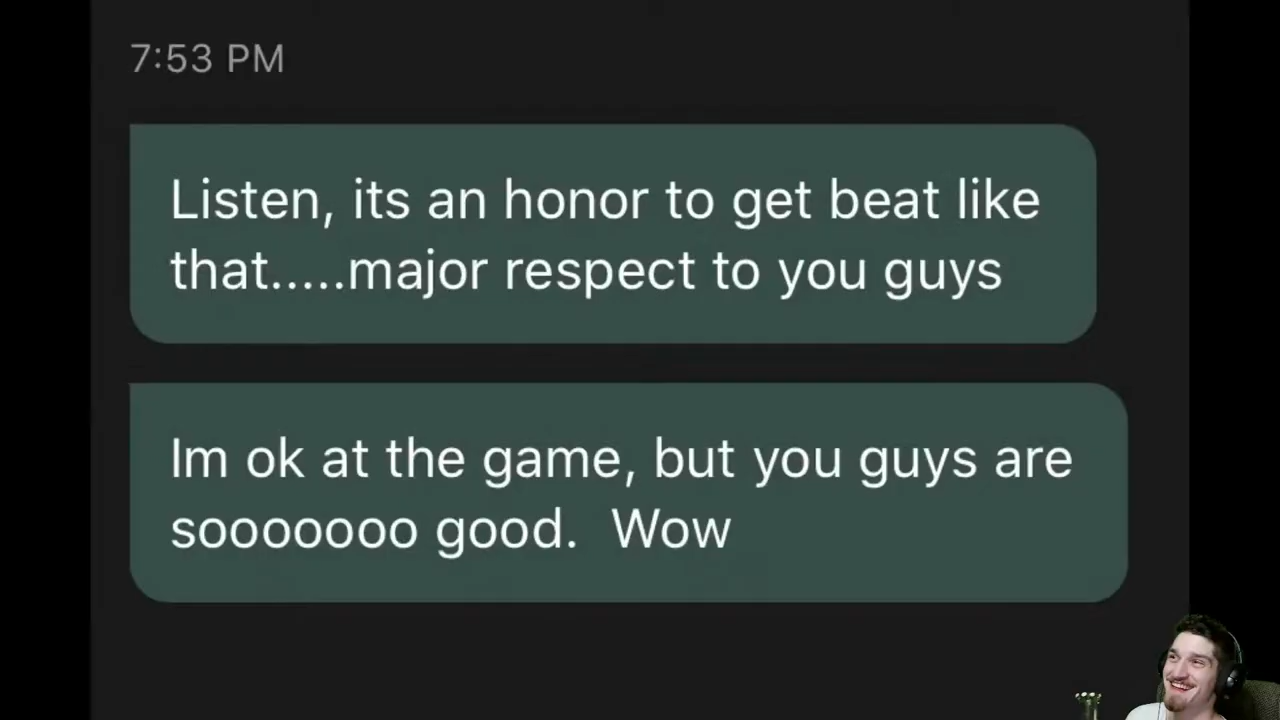 7:53 PM
Listen, its an honor to get beat like
that.....major respect to you guys
Im ok at the game, but you guys are
sooooooo good.  Wow